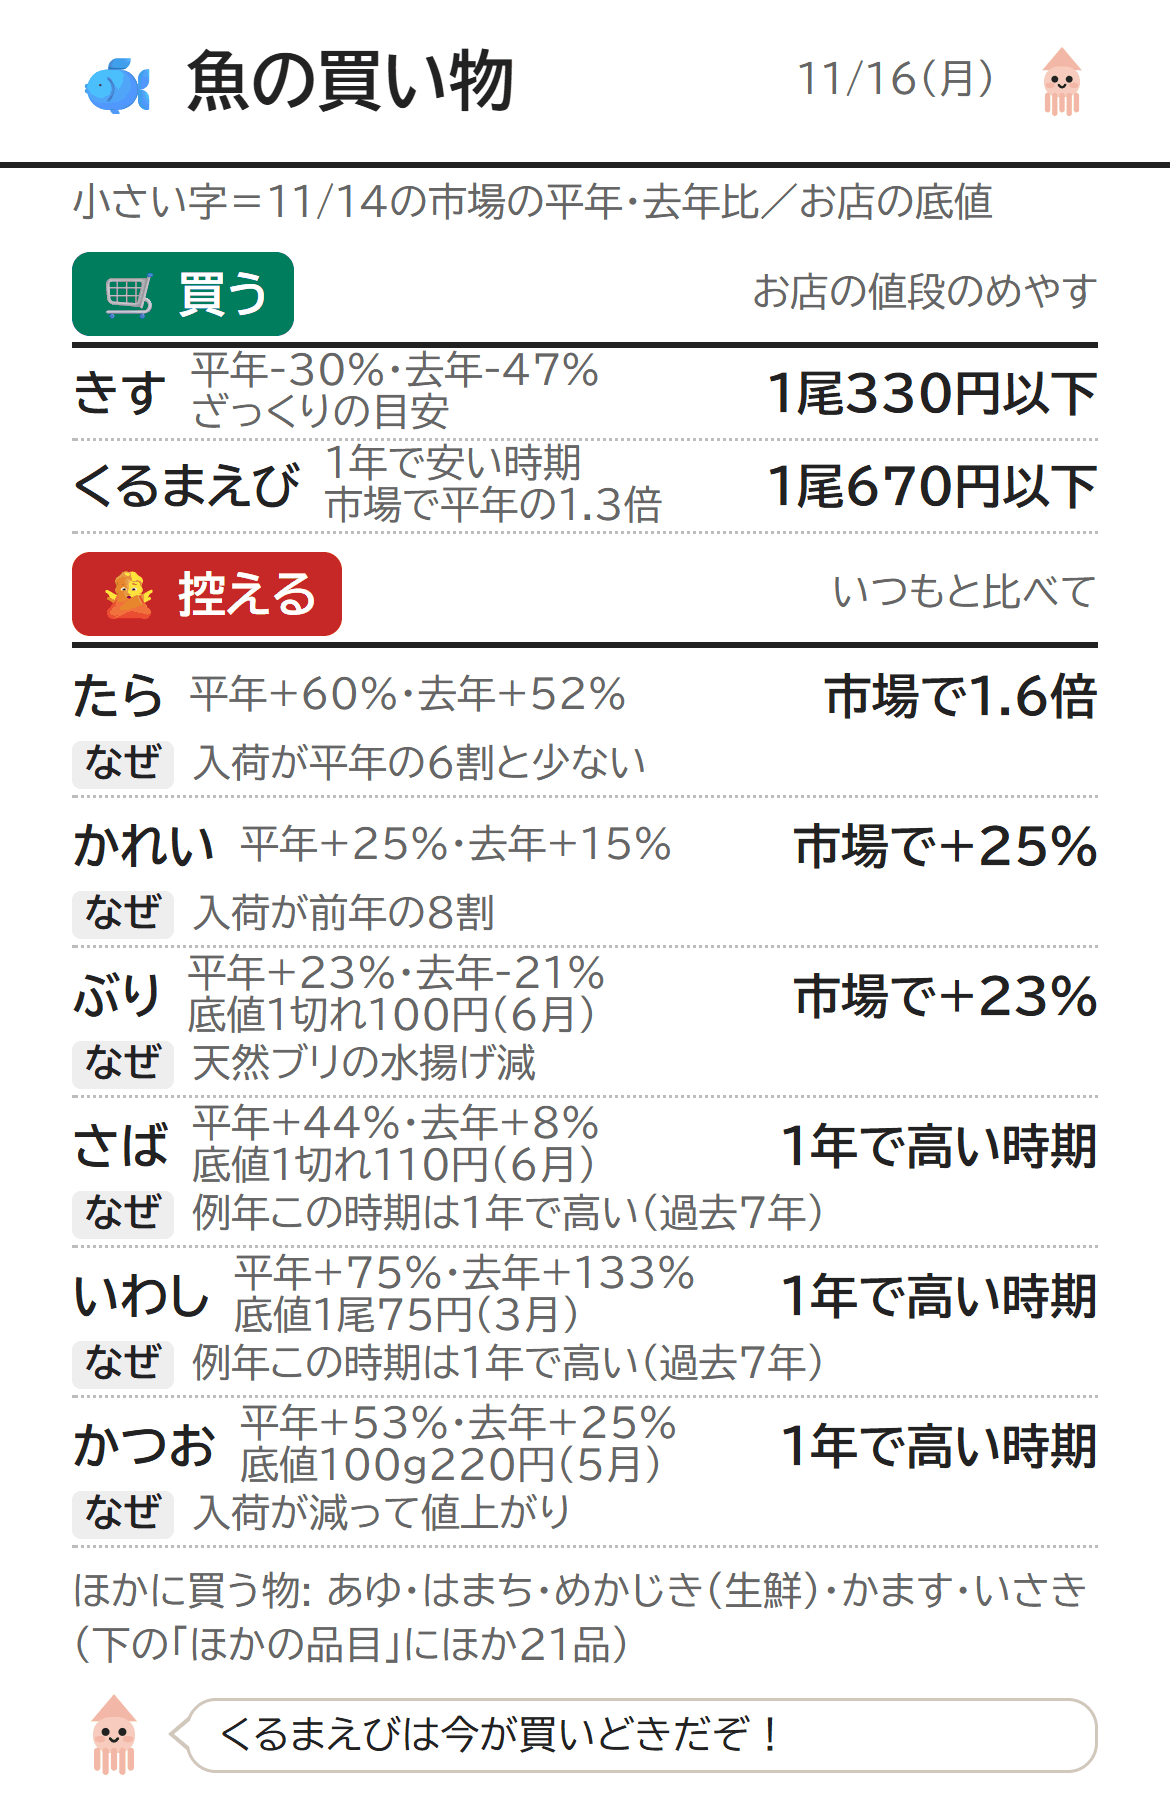 魚の買い物
11/16(月)
小さい字=11/14の市場の平年・去年比/お店の底値
買う
お店の値段のめやす
きす
平年-30%・去年-47%
ざっくりの目安
1尾330円以下
くるまえび
1年で安い時期
市場で平年の1.3倍
1尾670円以下
控える
いつもと比べて
たら
平年+60%・去年+52%
市場で1.6倍
なぜ 入荷が平年の6割と少ない
かれい
平年+25%・去年+15%
市場で+25%
なぜ 入荷が前年の8割
ぶり
平年+23%・去年-21%
底値1切れ100円(6月)
市場で+23%
なぜ 天然ブリの水揚げ減
さば
平年+44%・去年+8%
底値1切れ110円(6月)
1年で高い時期
なぜ 例年この時期は1年で高い(過去7年)
いわし
平年+75%・去年+133%
底値1尾75円(3月)
1年で高い時期
なぜ 例年この時期は1年で高い(過去7年)
かつお
平年+53%・去年+25%
底値100g220円(5月)
1年で高い時期
なぜ 入荷が減って値上がり
ほかに買う物: あゆ・はまち・めかじき(生鮮)・かます・いさき
(下の「ほかの品目」にほか21品)
くるまえびは今が買いどきだぞ！